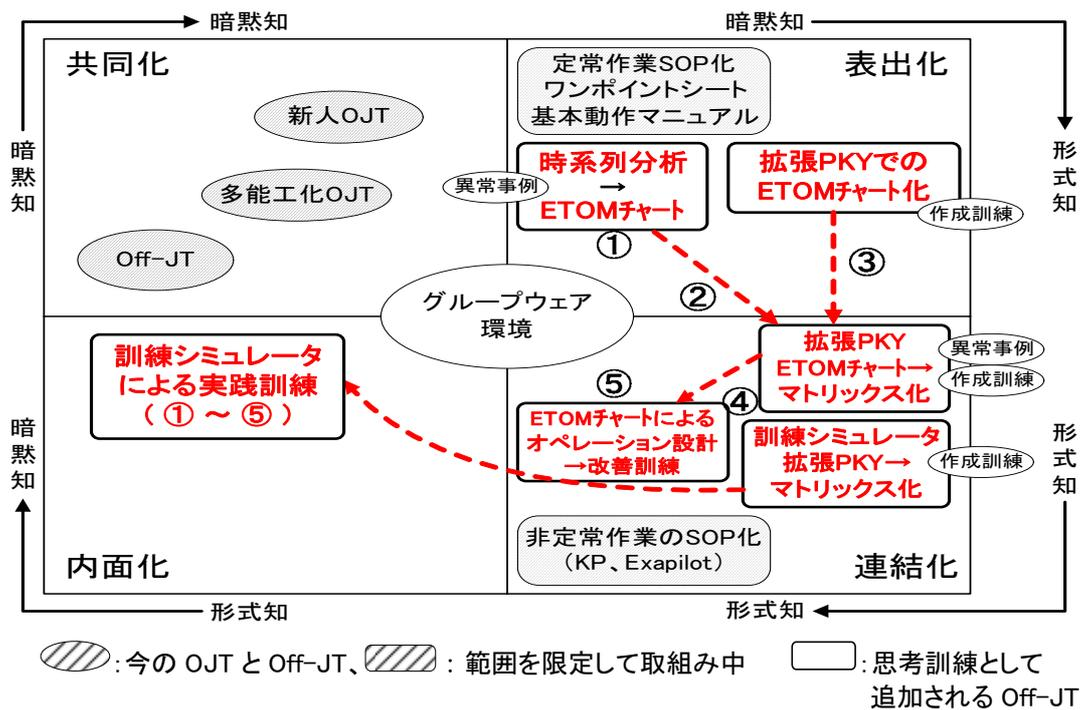 暗黙知
暗黙知
共同化
新人OJT
多能工化OJT
Off-JT
暗黙知
定常作業SOP化
ワンポイントシート
基本動作マニュアル
表出化
異常事例
時系列分析
→
ETOMチャート
①
②
拡張PKYでの
ETOMチャート化
作成訓練
③
形式知
グループウェア
環境
訓練シミュレータ
による実践訓練
(①~⑤)
暗黙知
内面化
形式知
拡張PKY
ETOMチャート→
マトリックス化
異常事例
作成訓練
⑤
④
ETOMチャートによる
オペレーション設計
→改善訓練
訓練シミュレータ
拡張PKY→
マトリックス化
作成訓練
形式知
非定常作業のSOP化
(KP、Exapilot)
連結化
形式知
:今の OJT と Off-JT、
: 範囲を限定して取組み中
:思考訓練として
追加される Off-JT